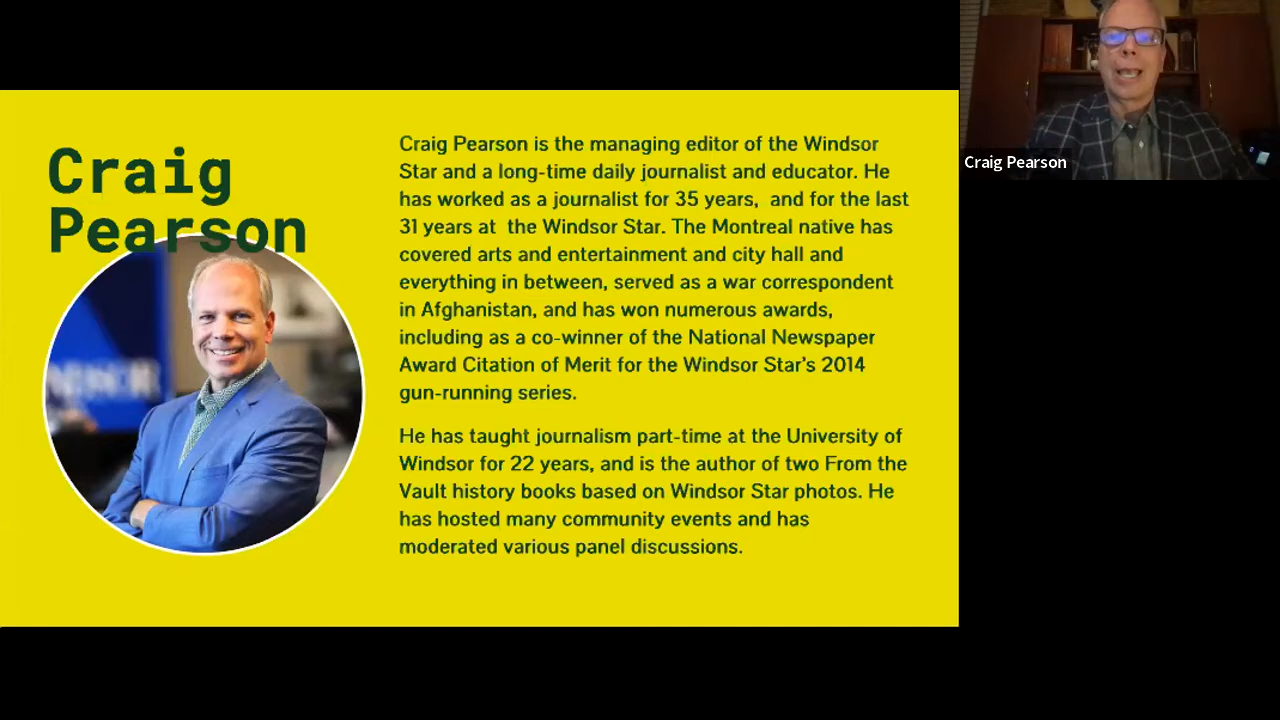 Craig
Pearson
Craig Pearson is the managing editor of the Windsor
Star and a long-time daily journalist and educator. He
has worked as a journalist for 35 years,  and for the last
31 years at  the Windsor Star. The Montreal native has
covered arts and entertainment and city hall and
everything in between, served as a war correspondent
in Afghanistan, and has won numerous awards,
including as a co-winner of the National Newspaper
Award Citation of Merit for the Windsor Star’s 2014
gun-running series.
He has taught journalism part-time at the University of
Windsor for 22 years, and is the author of two From the
Vault history books based on Windsor Star photos. He
has hosted many community events and has
moderated various panel discussions.
Craig Pearson